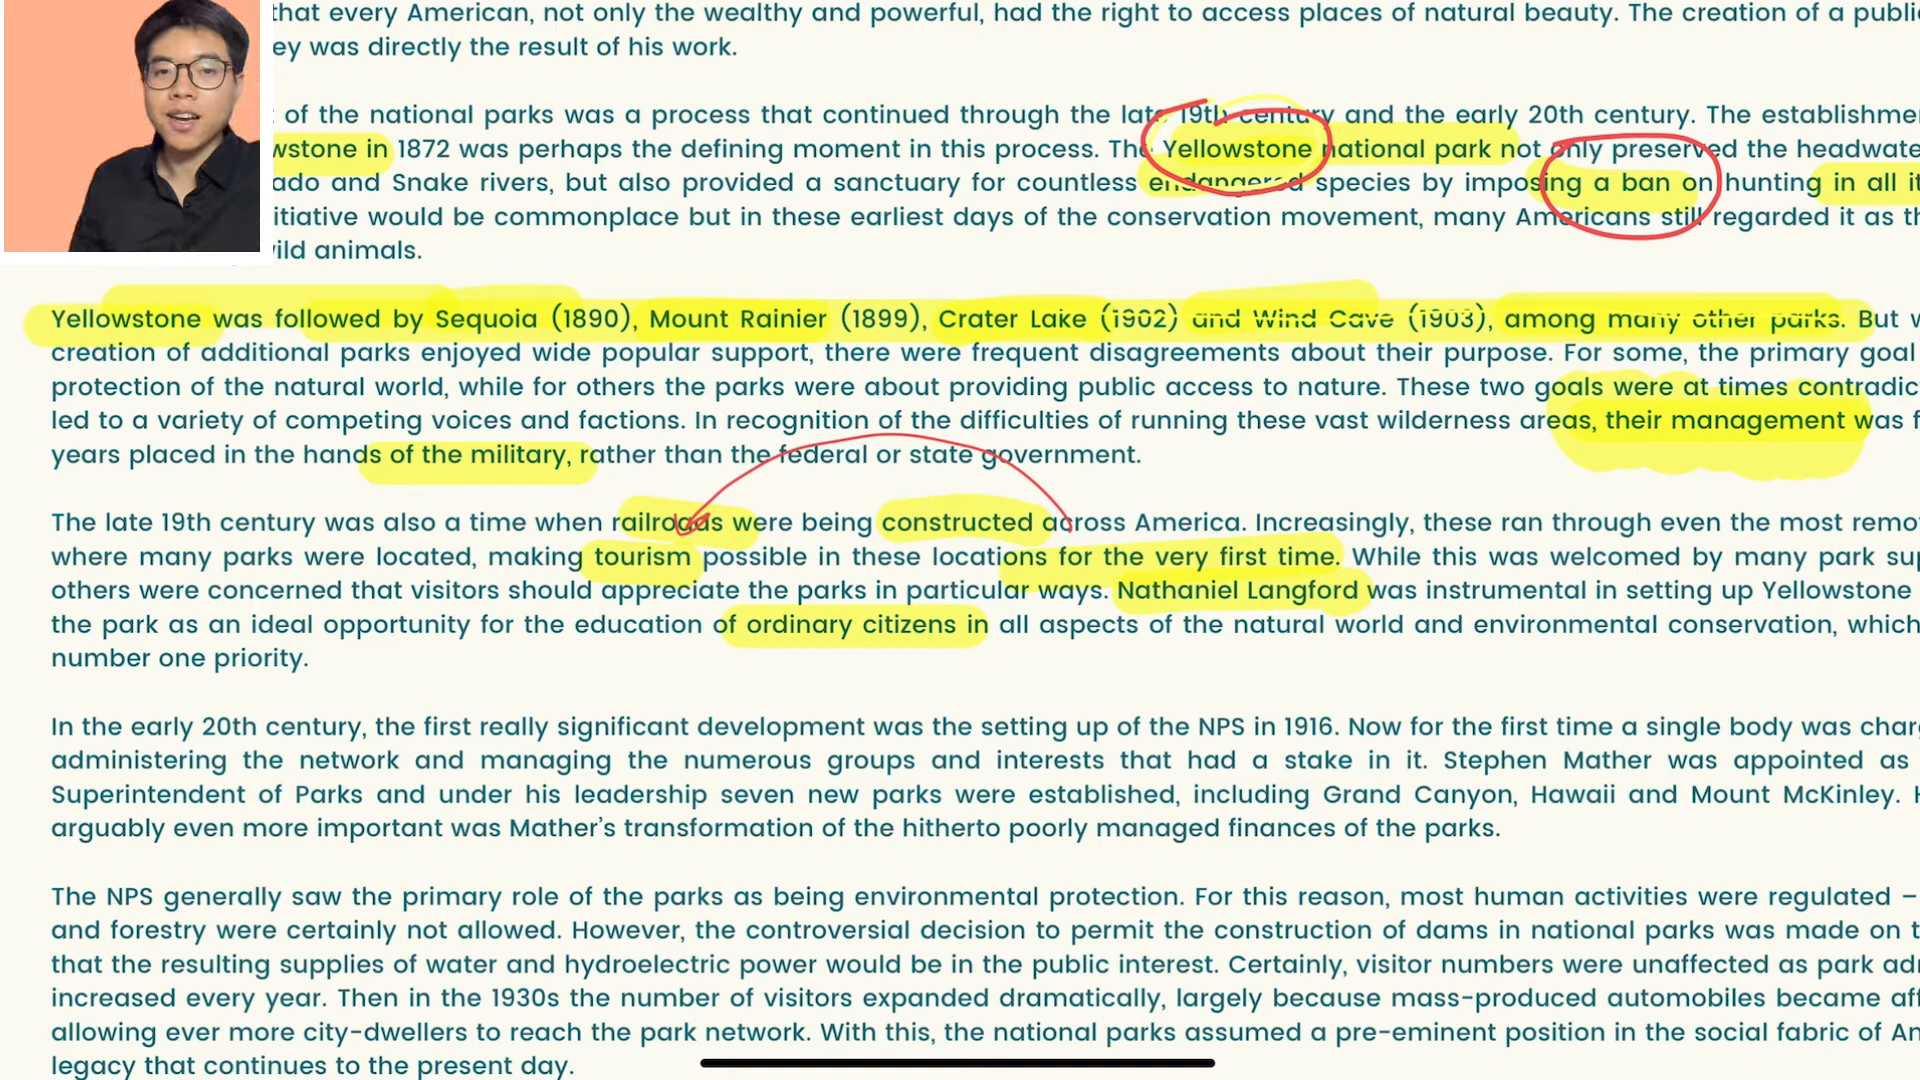 that every American, not only the wealthy and powerful, had the right to access places of natural beauty. The creation of a public
ey was directly the result of his work.
of the national parks was a process that continued through the late 19th century and the early 20th century. The establishmen
wstone in 1872 was perhaps the defining moment in this process. The Yellowstone national park not only preserved the headwate
ado and Snake rivers, but also provided a sanctuary for countless endangered species by imposing a ban on hunting in all it
itiative would be commonplace but in these earliest days of the conservation movement, many Americans still regarded it as th
ild animals.
Yellowstone was followed by Sequoia (1890), Mount Rainier (1899), Crater Lake (1902) and Wind Cave (1903), among many other parks. But w
creation of additional parks enjoyed wide popular support, there were frequent disagreements about their purpose. For some, the primary goal
protection of the natural world, while for others the parks were about providing public access to nature. These two goals were at times contradic
led to a variety of competing voices and factions. In recognition of the difficulties of running these vast wilderness areas, their management was f
years placed in the hands of the military, rather than the federal or state government.
The late 19th century was also a time when railroads were being constructed across America. Increasingly, these ran through even the most remo
where many parks were located, making tourism possible in these locations for the very first time. While this was welcomed by many park sup
others were concerned that visitors should appreciate the parks in particular ways. Nathaniel Langford was instrumental in setting up Yellowstone
the park as an ideal opportunity for the education of ordinary citizens in all aspects of the natural world and environmental conservation, which
number one priority.
In the early 20th century, the first really significant development was the setting up of the NPS in 1916. Now for the first time a single body was charg
administering the network and managing the numerous groups and interests that had a stake in it. Stephen Mather was appointed as
Superintendent of Parks and under his leadership seven new parks were established, including Grand Canyon, Hawaii and Mount McKinley. H
arguably even more important was Mather's transformation of the hitherto poorly managed finances of the parks.
The NPS generally saw the primary role of the parks as being environmental protection. For this reason, most human activities were regulated –
and forestry were certainly not allowed. However, the controversial decision to permit the construction of dams in national parks was made on t
that the resulting supplies of water and hydroelectric power would be in the public interest. Certainly, visitor numbers were unaffected as park adm
increased every year. Then in the 1930s the number of visitors expanded dramatically, largely because mass-produced automobiles became aff
allowing ever more city-dwellers to reach the park network. With this, the national parks assumed a pre-eminent position in the social fabric of Am
legacy that continues to the present day.